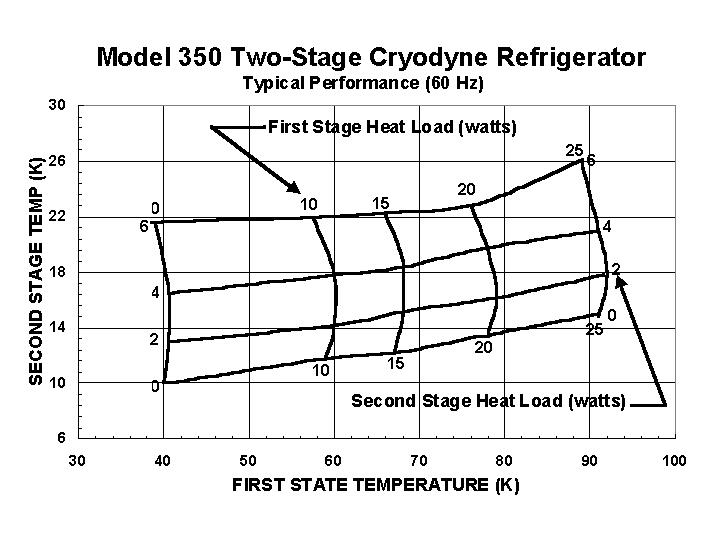 Model 350 Two-Stage Cryodyne Refrigerator
Typical Performance (60 Hz)
30
First Stage Heat Load (watts)
26
25 6
20
0 10 15
22
6 4
18
2
4
0
14
25
2
20
15
10
10
0
Second Stage Heat Load (watts)
6
SECOND STAGE TEMP (K)
30 40 50 60 70 80 90 100
FIRST STATE TEMPERATURE (K)